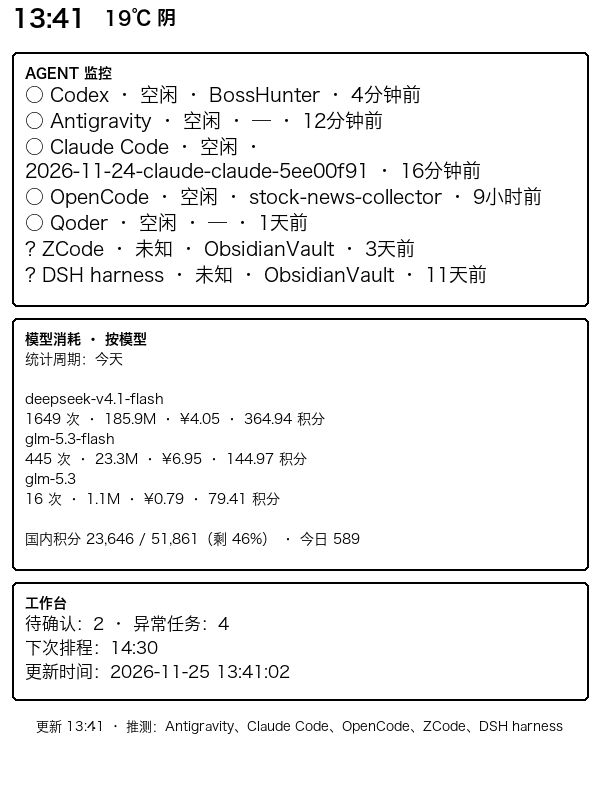 13:41 19℃ 阴
AGENT 监控
○ Codex · 空闲 · BossHunter · 4分钟前
○ Antigravity · 空闲 · — · 12分钟前
○ Claude Code · 空闲 ·
2026-11-24-claude-claude-5ee00f91 · 16分钟前
○ OpenCode · 空闲 · stock-news-collector · 9小时前
○ Qoder · 空闲 · — · 1天前
? ZCode · 未知 · ObsidianVault · 3天前
? DSH harness · 未知 · ObsidianVault · 11天前
模型消耗 · 按模型
统计周期：今天
deepseek-v4.1-flash
1649 次 · 185.9M · ¥4.05 · 364.94 积分
glm-5.3-flash
445 次 · 23.3M · ¥6.95 · 144.97 积分
glm-5.3
16 次 · 1.1M · ¥0.79 · 79.41 积分
国内积分 23,646 / 51,861（剩 46%） · 今日 589
工作台
待确认：2 · 异常任务：4
下次排程：14:30
更新时间：2026-11-25 13:41:02
更新 13:41 · 推测：Antigravity、Claude Code、OpenCode、ZCode、DSH harness